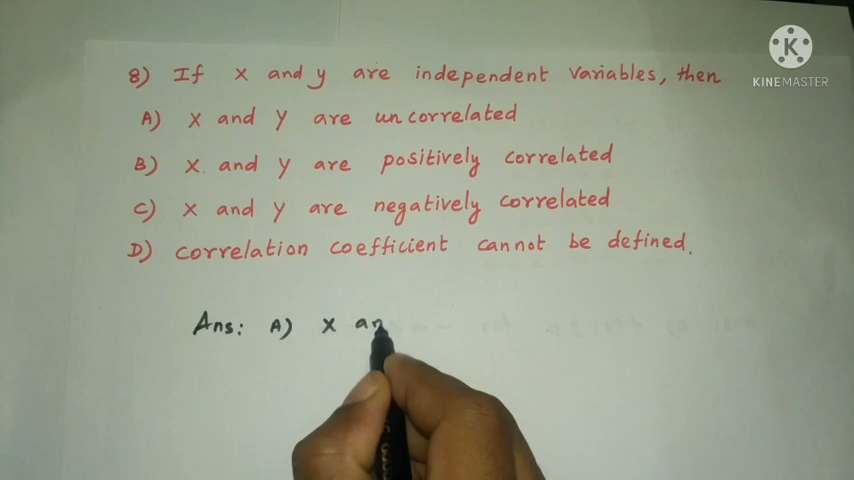 K
KINEMASTER
8) If x and y are independent variables, then
A) X and Y are uncorrelated
B) X and Y are positively correlated
C) X and Y are negatively correlated
D) correlation coefficient cannot be defined.
Ans: A) X an